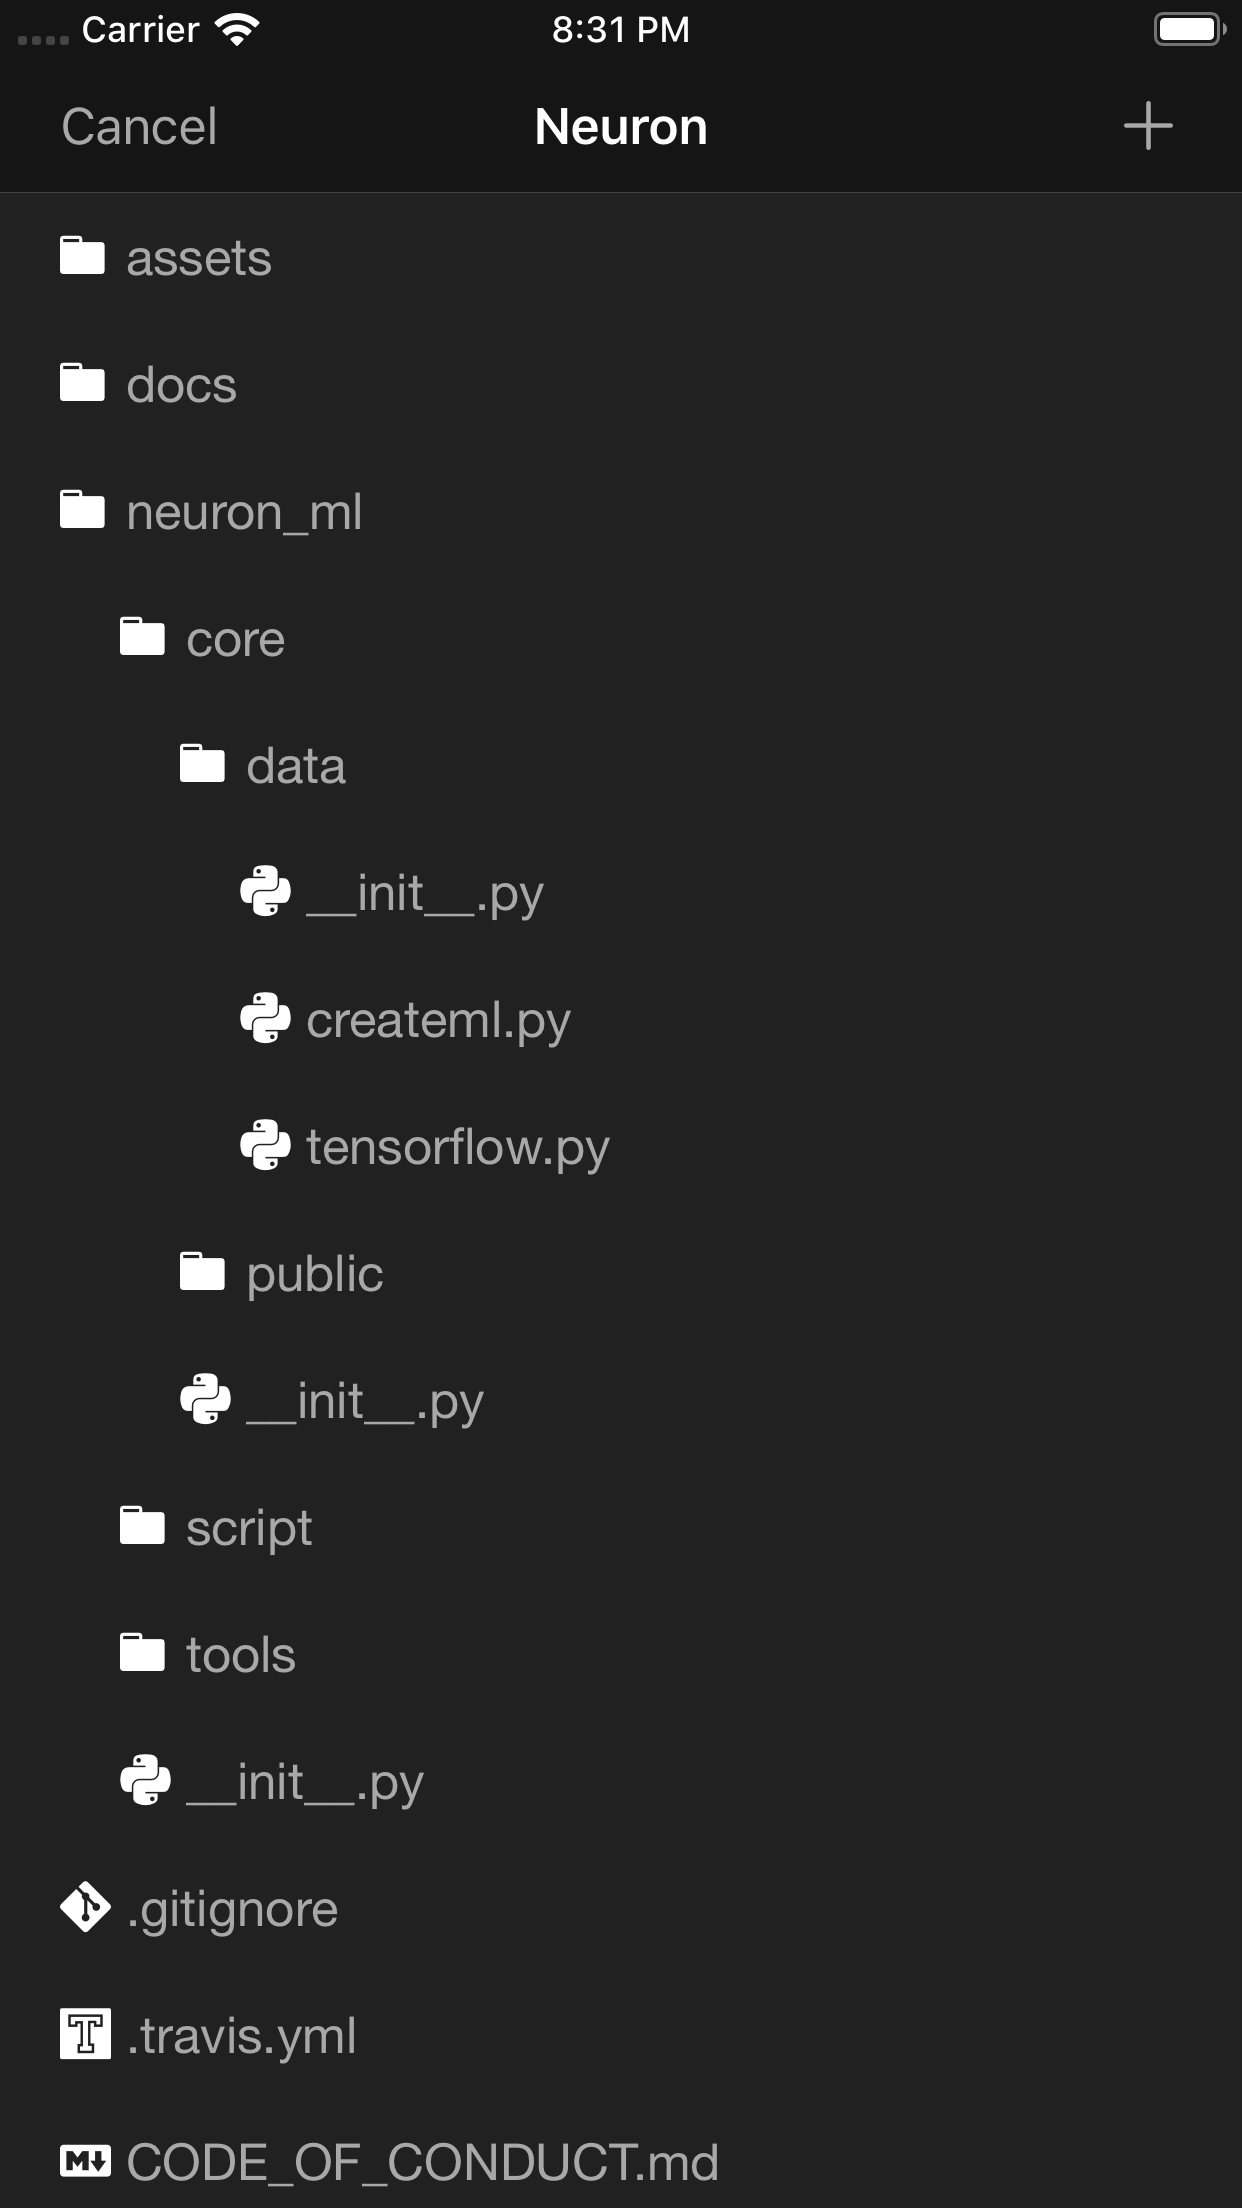 Carrier 8:31 PM
Cancel Neuron
assets
docs
neuron_ml
core
data
__init__.py
createml.py
tensorflow.py
public
__init__.py
script
tools
__init__.py
.gitignore
T .travis.yml
M CODE_OF_CONDUCT.md